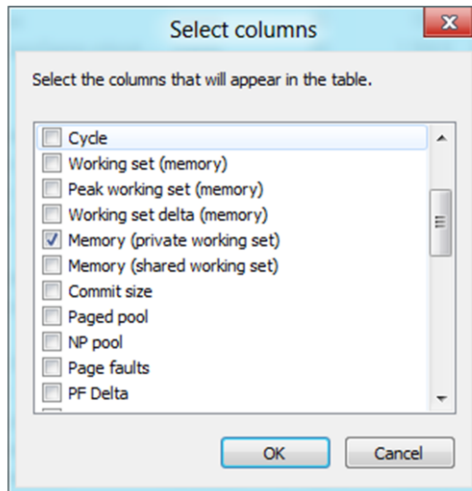 Select columns
Select the columns that will appear in the table.
Cycle
Working set (memory)
Peak working set (memory)
Working set delta (memory)
Memory (private working set)
Memory (shared working set)
Commit size
Paged pool
NP pool
Page faults
PF Delta
OK
Cancel